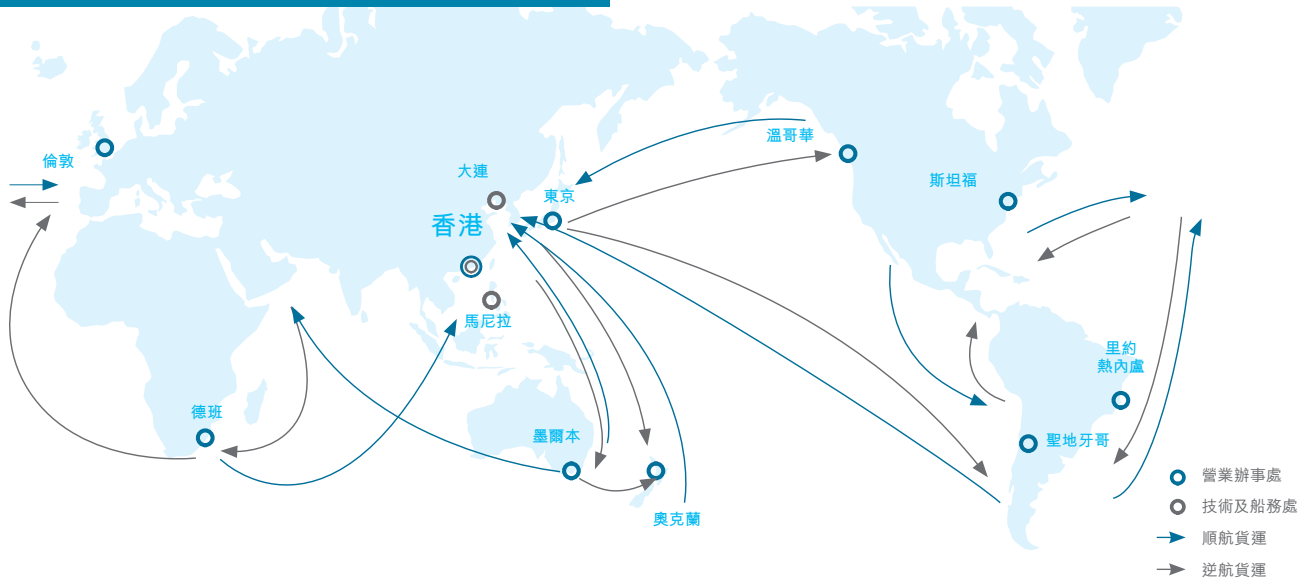 倫敦
大連
香港
東京
馬尼拉
德班
墨爾本
奧克蘭
溫哥華
斯坦福
里約
熱內盧
聖地牙哥
營業辦事處
技術及船務處
順航貨運
逆航貨運